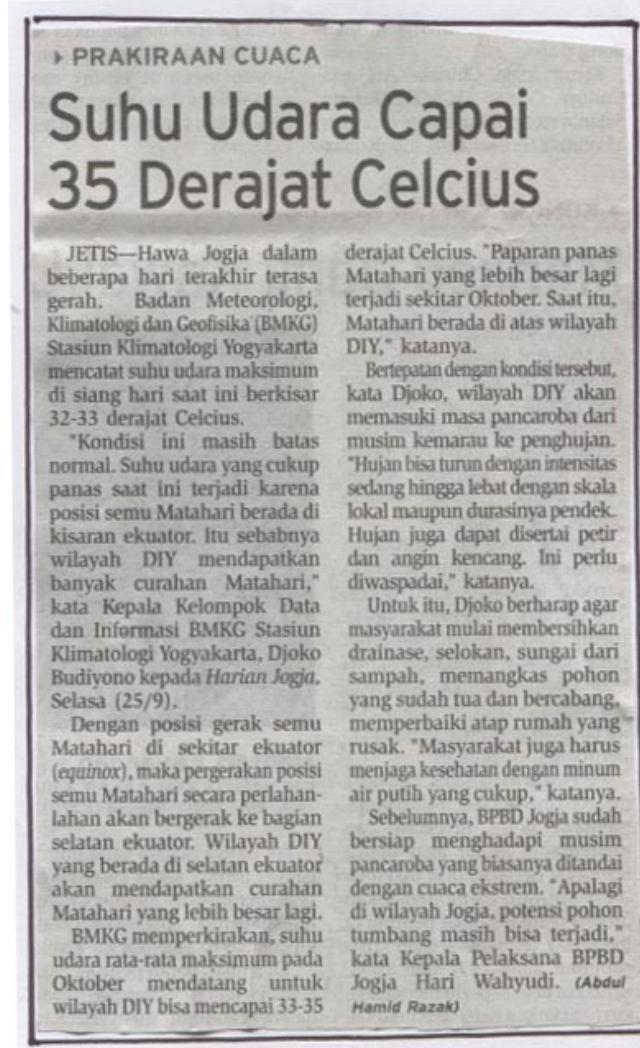 PRAKIRAAN CUACA
Suhu Udara Capai
35 Derajat Celcius
JETIS—Hawa Jogja dalam
beberapa hari terakhir terasa
gerah. Badan Meteorologi,
Klimatologi dan Geofisika (BMKG)
Stasiun Klimatologi Yogyakarta
mencatat suhu udara maksimum
di siang hari saat ini berkisar
32-33 derajat Celcius.
"Kondisi ini masih batas
normal. Suhu udara yang cukup
panas saat ini terjadi karena
posisi semu Matahari berada di
kisaran ekuator. Itu sebabnya
wilayah DIY mendapatkan
banyak curahan Matahari,"
kata Kepala Kelompok Data
dan Informasi BMKG Stasiun
Klimatologi Yogyakarta, Djoko
Budiyono kepada Harian Jogja,
Selasa (25/9).
Dengan posisi gerak semu
Matahari di sekitar ekuator
(equinox), maka pergerakan posisi
semu Matahari secara perlahan-
lahan akan bergerak ke bagian
selatan ekuator. Wilayah DIY
yang berada di selatan ekuator
akan mendapatkan curahan
Matahari yang lebih besar lagi.
BMKG memperkirakan, suhu
udara rata-rata maksimum pada
Oktober mendatang untuk
wilayah DIY bisa mencapai 33-35
derajat Celcius. "Paparan panas
Matahari yang lebih besar lagi
terjadi sekitar Oktober. Saat itu,
Matahari berada di atas wilayah
DIY," katanya.
Bertepatan dengan kondisi tersebut,
kata Djoko, wilayah DIY akan
memasuki masa pancaroba dari
musim kemarau ke penghujan.
"Hujan bisa turun dengan intensitas
sedang hingga lebat dengan skala
lokal maupun durasinya pendek.
Hujan juga dapat disertai petir
dan angin kencang. Ini perlu
diwaspadai," katanya.
Untuk itu, Djoko berharap agar
masyarakat mulai membersihkan
drainase, selokan, sungai dari
sampah, memangkas pohon
yang sudah tua dan bercabang,
memperbaiki atap rumah yang
rusak. "Masyarakat juga harus
menjaga kesehatan dengan minum
air putih yang cukup," katanya.
Sebelumnya, BPBD Jogja sudah
bersiap menghadapi musim
pancaroba yang biasanya ditandai
dengan cuaca ekstrem. "Apalagi
di wilayah Jogja, potensi pohon
tumbang masih bisa terjadi,"
kata Kepala Pelaksana BPBD
Jogja Hari Wahyudi. (Abdul
Hamid Razak)